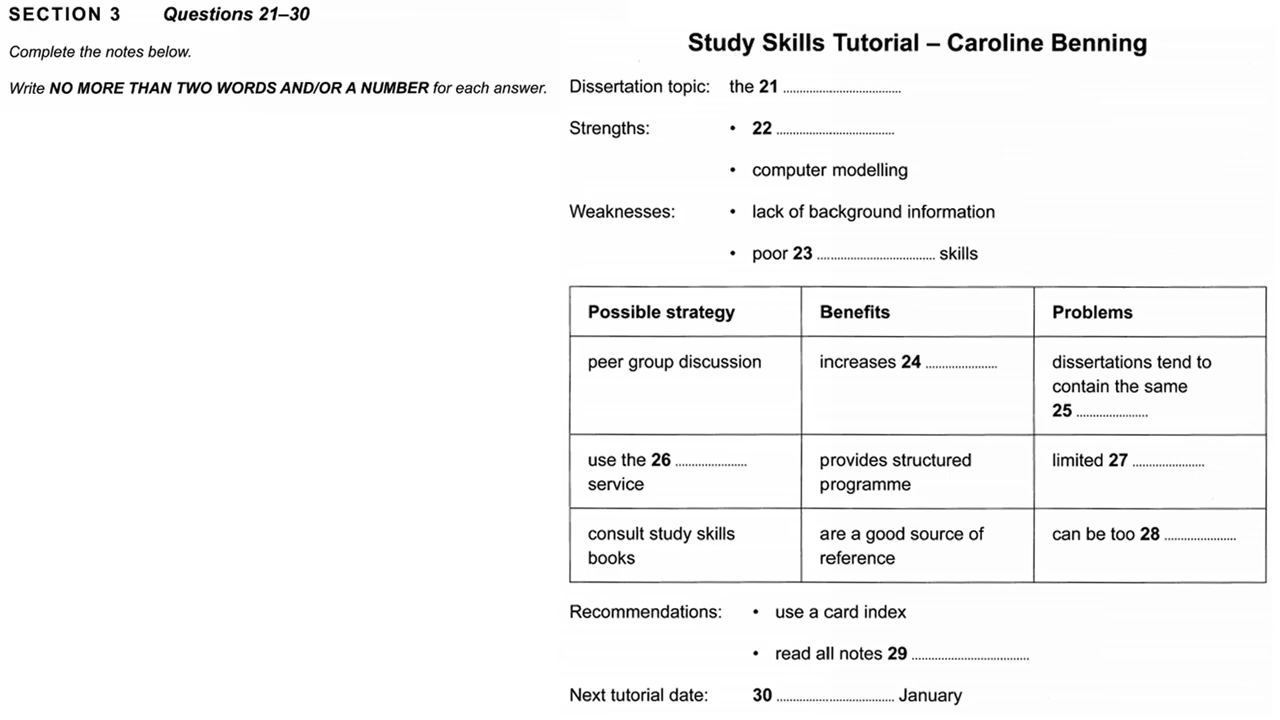 SECTION 3 Questions 21–30
Complete the notes below.
Write NO MORE THAN TWO WORDS AND/OR A NUMBER for each answer.
Study Skills Tutorial – Caroline Benning
Dissertation topic: the 21 ....................................
Strengths: • 22 ....................................
• computer modelling
Weaknesses: • lack of background information
• poor 23 .................................... skills
Possible strategy Benefits Problems
peer group discussion
increases 24 ......................
dissertations tend to
contain the same
25 ......................
use the 26 ......................
service
provides structured
programme
limited 27 ......................
consult study skills
books
are a good source of
reference
can be too 28 ......................
Recommendations: • use a card index
• read all notes 29 ....................................
Next tutorial date: 30 .................................... January